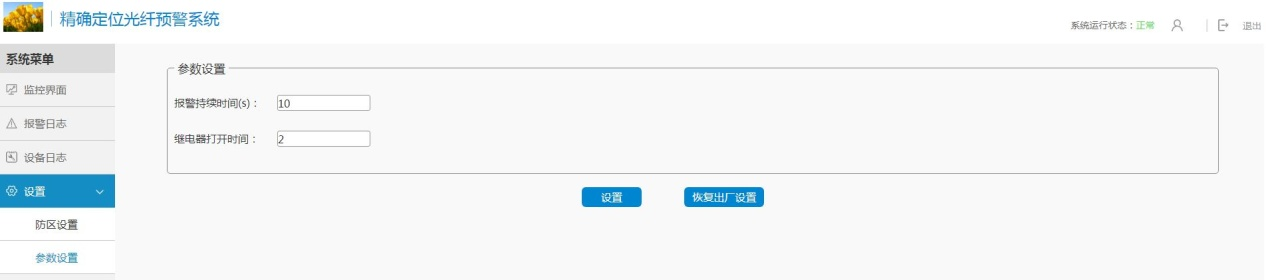 精确定位光纤预警系统
系统运行状态：正常
退出
系统菜单
监控界面
报警日志
设备日志
设置
防区设置
参数设置
参数设置
报警持续时间(s)：
10
继电器打开时间：
2
设置
恢复出厂设置